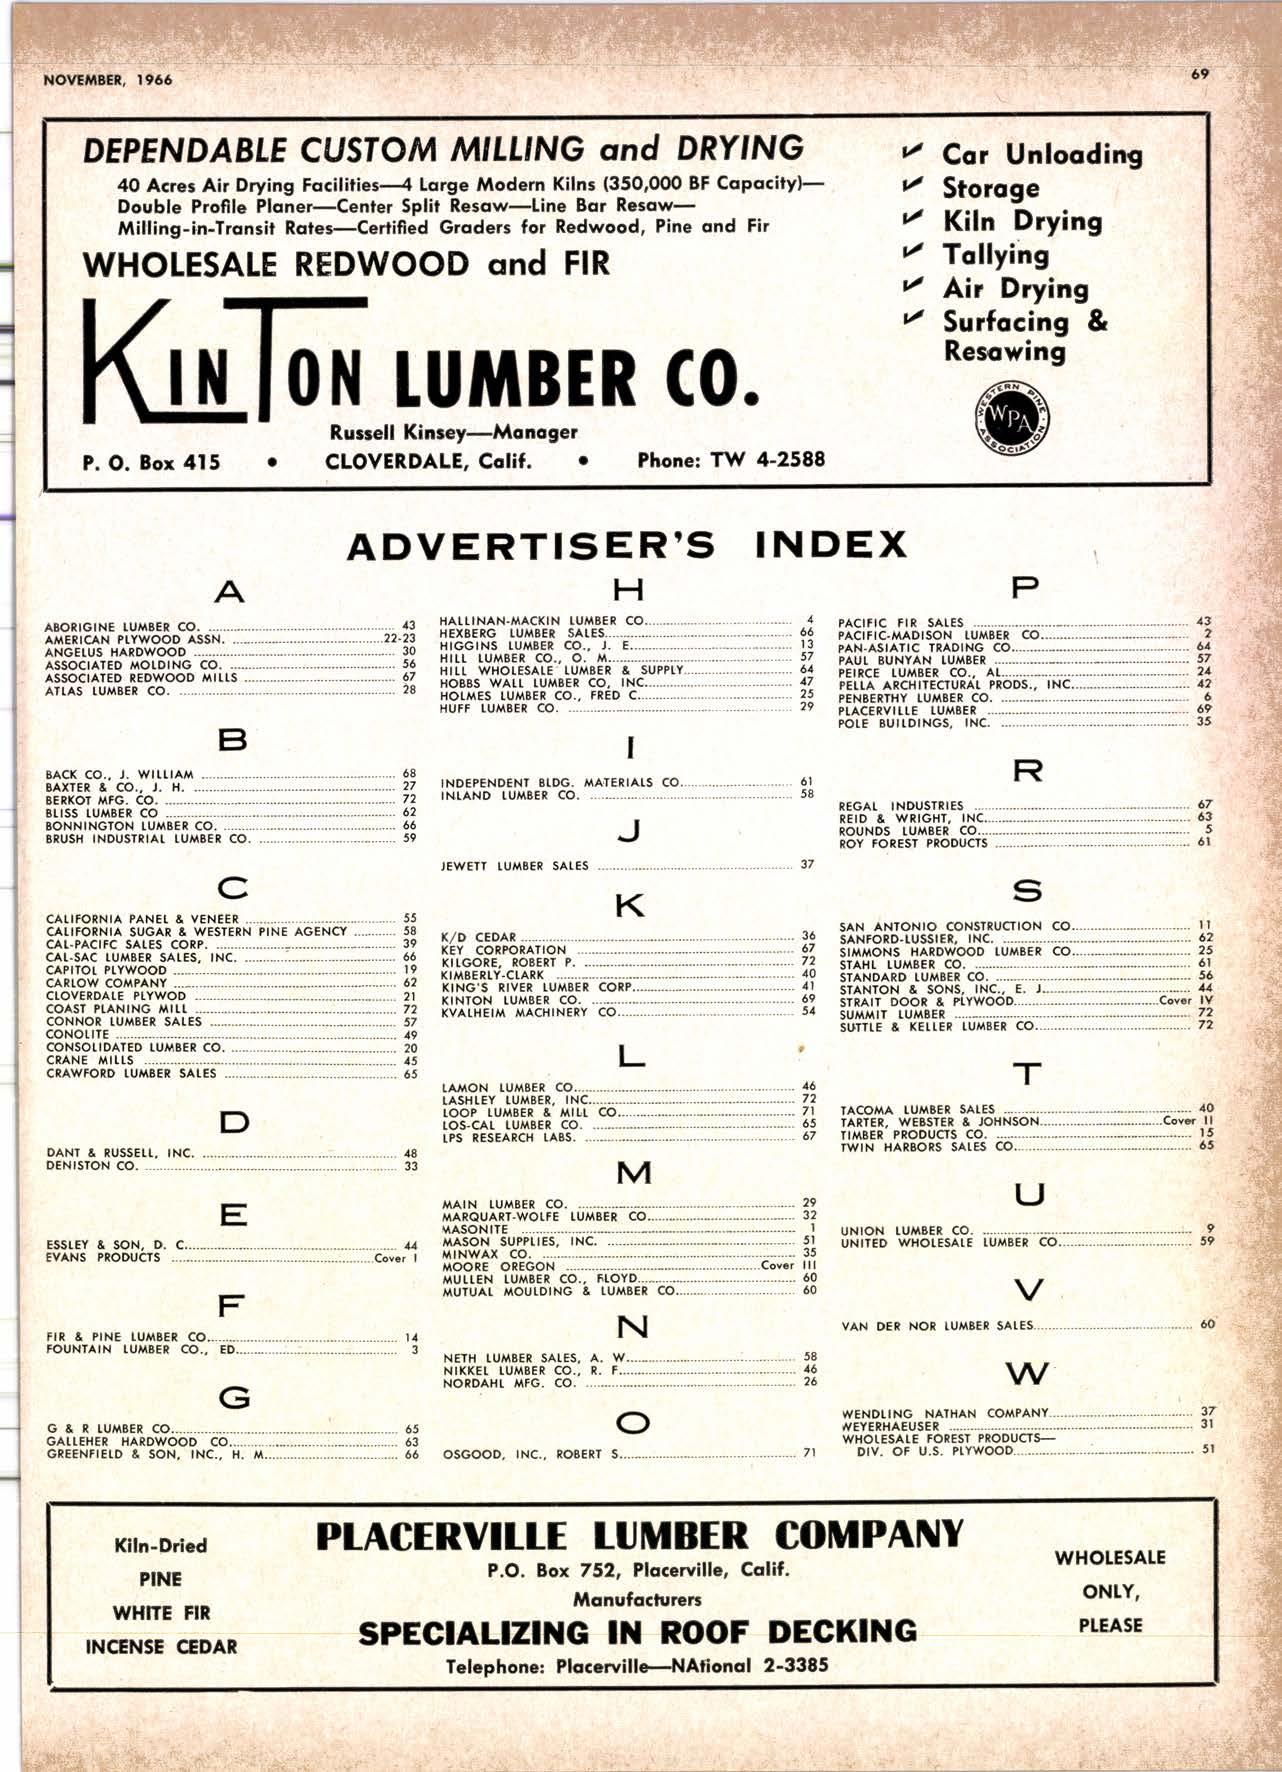 NOVEMBER, 1966
69
DEPENDABLE CUSTOM MILLING and DRYING
40 Acres Air Drying Facilities—4 Large Modern Kilns (350,000 BF Capacity)—
Double Profile Planer—Center Split Resaw—Line Bar Resaw—
Milling-in-Transit Rates—Certified Graders for Redwood, Pine and Fir
WHOLESALE REDWOOD and FIR
KINTON LUMBER CO.
Russell Kinsey—Manager
P. O. Box 415 • CLOVERDALE, Calif. • Phone: TW 4-2588
✔ Car Unloading
✔ Storage
✔ Kiln Drying
✔ Tallying
✔ Air Drying
✔ Surfacing &
Resawing
WESTERN PINE
WPA
ASSOCIATION
ADVERTISER'S INDEX
A
ABORIGINE LUMBER CO. 43
AMERICAN PLYWOOD ASSN. 22-23
ANGELUS HARDWOOD 30
ASSOCIATED MOLDING CO. 56
ASSOCIATED REDWOOD MILLS 67
ATLAS LUMBER CO. 28
B
BACK CO., J. WILLIAM 68
BAXTER & CO., J. H. 27
BERKOT MFG. CO. 72
BLISS LUMBER CO 62
BONNINGTON LUMBER CO. 66
BRUSH INDUSTRIAL LUMBER CO. 59
C
CALIFORNIA PANEL & VENEER 55
CALIFORNIA SUGAR & WESTERN PINE AGENCY 58
CAL-PACIFC SALES CORP. 39
CAL-SAC LUMBER SALES, INC. 66
CAPITOL PLYWOOD 19
CARLOW COMPANY 62
CLOVERDALE PLYWOD 21
COAST PLANING MILL 72
CONNOR LUMBER SALES 57
CONOLITE 49
CONSOLIDATED LUMBER CO. 20
CRANE MILLS 45
CRAWFORD LUMBER SALES 65
D
DANT & RUSSELL, INC. 48
DENISTON CO. 33
E
ESSLEY & SON, D. C. 44
EVANS PRODUCTS Cover I
F
FIR & PINE LUMBER CO. 14
FOUNTAIN LUMBER CO., ED. 3
G
G & R LUMBER CO. 65
GALLEHER HARDWOOD CO. 63
GREENFIELD & SON, INC., H. M. 66
H
HALLINAN-MACKIN LUMBER CO. 4
HEXBERG LUMBER SALES 66
HIGGINS LUMBER CO., J. E. 13
HILL LUMBER CO., O. M. 57
HILL WHOLESALE LUMBER & SUPPLY 64
HOBBS WALL LUMBER CO, INC. 47
HOLMES LUMBER CO., FRED C. 25
HUFF LUMBER CO. 29
I
INDEPENDENT BLDG. MATERIALS CO. 61
INLAND LUMBER CO. 58
J
JEWETT LUMBER SALES 37
K
K/D CEDAR 36
KEY CORPORATION 67
KILGORE, ROBERT P. 72
KIMBERLY-CLARK 40
KING'S RIVER LUMBER CORP. 41
KINTON LUMBER CO. 69
KVALHEIM MACHINERY CO. 54
L
LAMON LUMBER CO. 46
LASHLEY LUMBER, INC. 72
LOOP LUMBER & MILL CO. 71
LOS-CAL LUMBER CO. 65
LPS RESEARCH LABS. 67
M
MAIN LUMBER CO. 29
MARQUART-WOLFE LUMBER CO. 32
MASONITE 1
MASON SUPPLIES, INC. 51
MINWAX CO. 35
MOORE OREGON Cover III
MULLEN LUMBER CO., FLOYD 60
MUTUAL MOULDING & LUMBER CO. 60
N
NETH LUMBER SALES, A. W. 58
NIKKEL LUMBER CO., R. F. 46
NORDAHL MFG. CO. 26
O
OSGOOD, INC., ROBERT S. 71
P
PACIFIC FIR SALES 43
PACIFIC-MADISON LUMBER CO. 2
PAN-ASIATIC TRADING CO. 64
PAUL BUNYAN LUMBER 57
PEIRCE LUMBER CO., AL 24
PELLA ARCHITECTURAL PRODS., INC. 42
PENBERTHY LUMBER CO. 6
PLACERVILLE LUMBER 69
POLE BUILDINGS, INC. 35
R
REGAL INDUSTRIES 67
REID & WRIGHT, INC. 63
ROUNDS LUMBER CO. 5
ROY FOREST PRODUCTS 61
S
SAN ANTONIO CONSTRUCTION CO. 11
SANFORD-LUSSIER, INC. 62
SIMMONS HARDWOOD LUMBER CO. 25
STAHL LUMBER CO. 61
STANDARD LUMBER CO. 56
STANTON & SONS, INC., E. J. 44
STRAIT DOOR & PLYWOOD Cover IV
SUMMIT LUMBER 72
SUTTLE & KELLER LUMBER CO. 72
T
TACOMA LUMBER SALES 40
TARTER, WEBSTER & JOHNSON Cover II
TIMBER PRODUCTS CO. 15
TWIN HARBORS SALES CO. 65
U
UNION LUMBER CO. 9
UNITED WHOLESALE LUMBER CO. 59
V
VAN DER NOR LUMBER SALES 60
W
WENDLING NATHAN COMPANY 37
WEYERHAEUSER 31
WHOLESALE FOREST PRODUCTS—
DIV. OF U.S. PLYWOOD 51
Kiln-Dried
PINE
WHITE FIR
INCENSE CEDAR
PLACERVILLE LUMBER COMPANY
P.O. Box 752, Placerville, Calif.
Manufacturers
SPECIALIZING IN ROOF DECKING
Telephone: Placerville—NAtional 2-3385
WHOLESALE
ONLY,
PLEASE